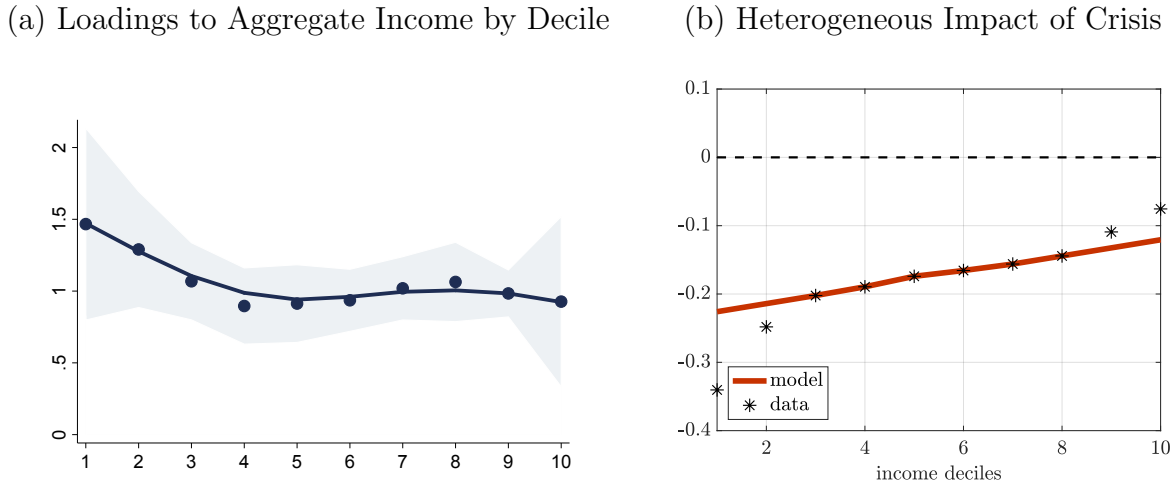 (a) Loadings to Aggregate Income by Decile
2
1.5
1
.5
0
1 2 3 4 5 6 7 8 9 10
(b) Heterogeneous Impact of Crisis
0.1
0
-0.1
-0.2
-0.3
-0.4
model
data
2 4 6 8 10
income deciles